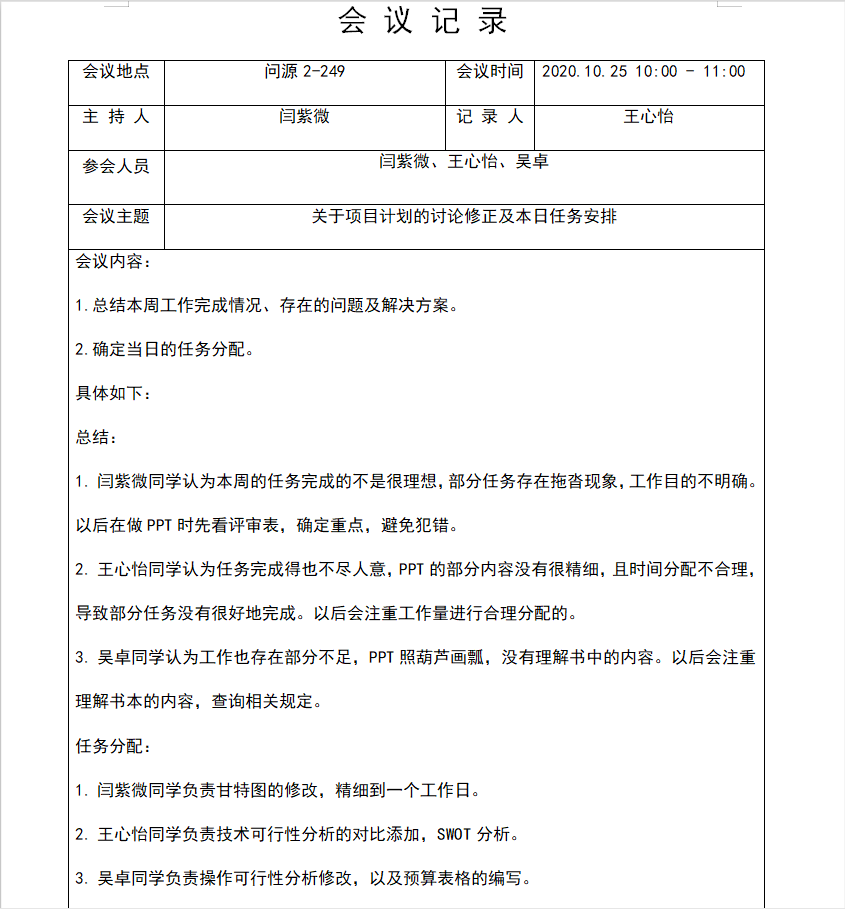 会 议 记 录
会议地点 问源 2-249 会议时间 2020.10.25 10:00 - 11:00
主 持 人 闫紫微 记 录 人 王心怡
参会人员 闫紫微、王心怡、吴卓
会议主题 关于项目计划的讨论修正及本日任务安排
会议内容：
1.总结本周工作完成情况、存在的问题及解决方案。
2.确定当日的任务分配。
具体如下：
总结：
1. 闫紫微同学认为本周的任务完成的不是很理想，部分任务存在拖沓现象，工作目的不明确。
以后在做 PPT 时先看评审表，确定重点，避免犯错。
2. 王心怡同学认为任务完成得也不尽人意，PPT 的部分内容没有很精细，且时间分配不合理，
导致部分任务没有很好地完成。以后会注重工作量进行合理分配的。
3. 吴卓同学认为工作也存在部分不足，PPT 照葫芦画瓢，没有理解书中的内容。以后会注重
理解书本的内容，查询相关规定。
任务分配：
1. 闫紫微同学负责甘特图的修改，精细到一个工作日。
2. 王心怡同学负责技术可行性分析的对比添加，SWOT 分析。
3. 吴卓同学负责操作可行性分析修改，以及预算表格的编写。